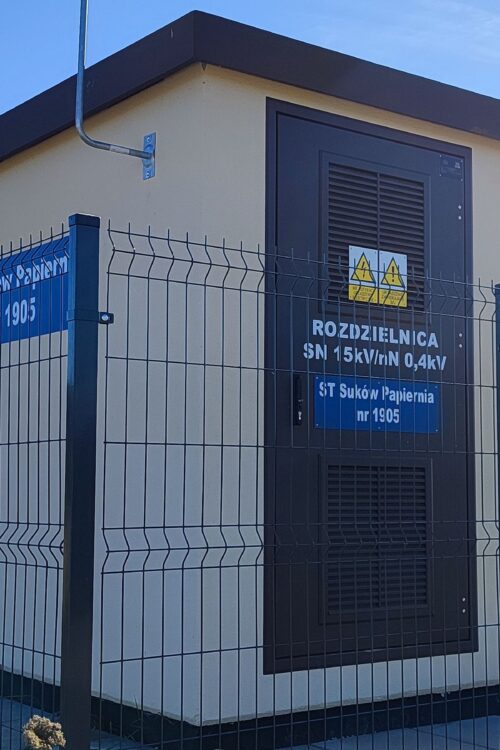 w Papiern
1905
ROZDZIELNICA
SN 15kV/nN 0,4kV
ST Suków Papiernia
nr 1905